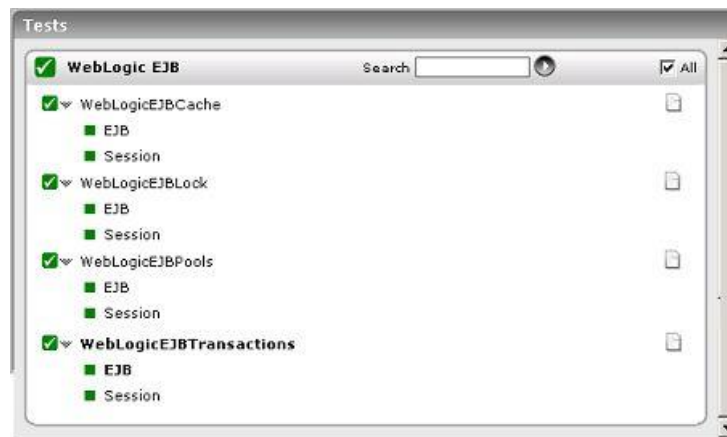 Tests
WebLogic EJB Search All
WebLogicEJBCache
EJB
Session
WebLogicEJBLock
EJB
Session
WebLogicEJBPools
EJB
Session
WebLogicEJBTransactions
EJB
Session